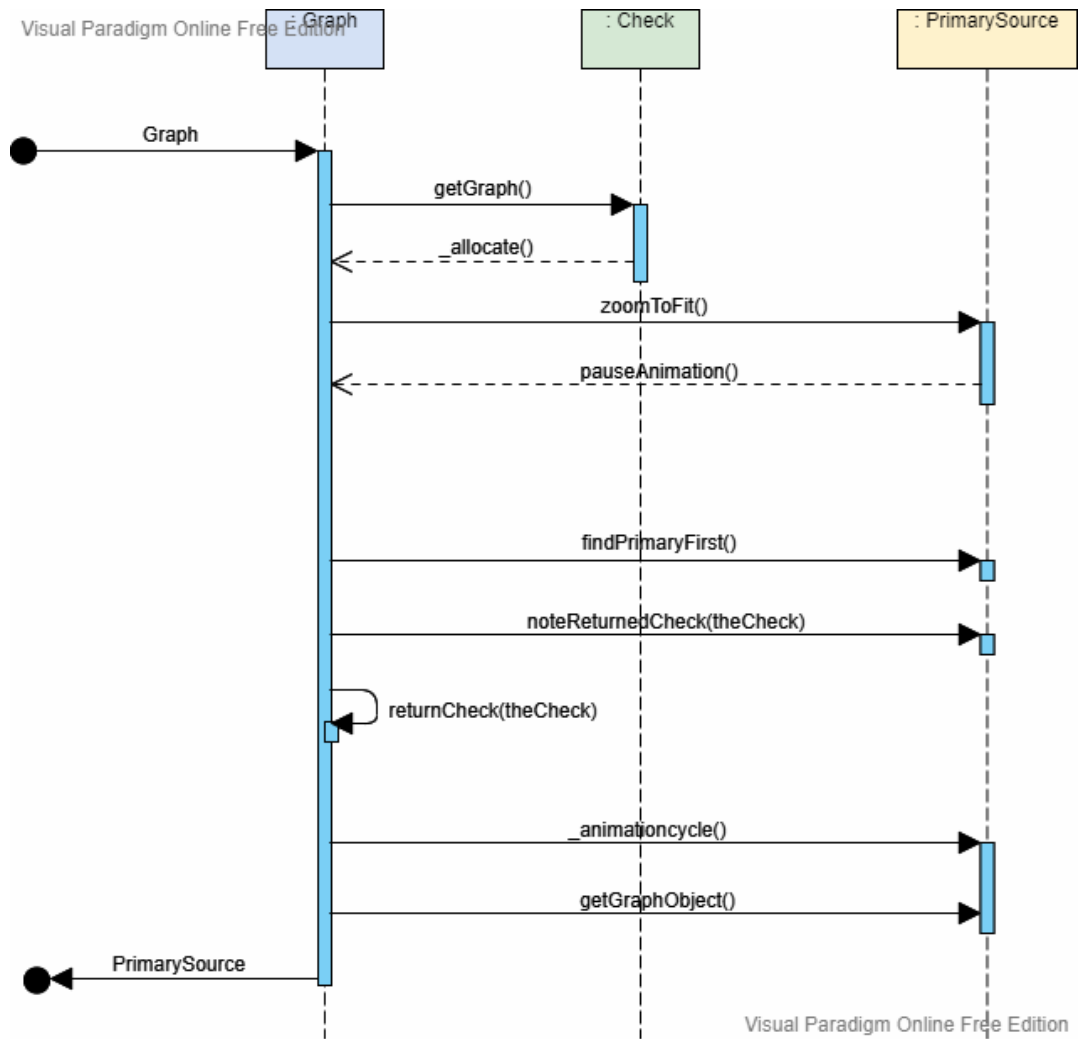 : Graph
: Check
: PrimarySource
Visual Paradigm Online Free Edition
Graph
getGraph()
_allocate()
zoomToFit()
pauseAnimation()
findPrimaryFirst()
noteReturnedCheck(theCheck)
returnCheck(theCheck)
_animationcycle()
getGraphObject()
PrimarySource
Visual Paradigm Online Free Edition